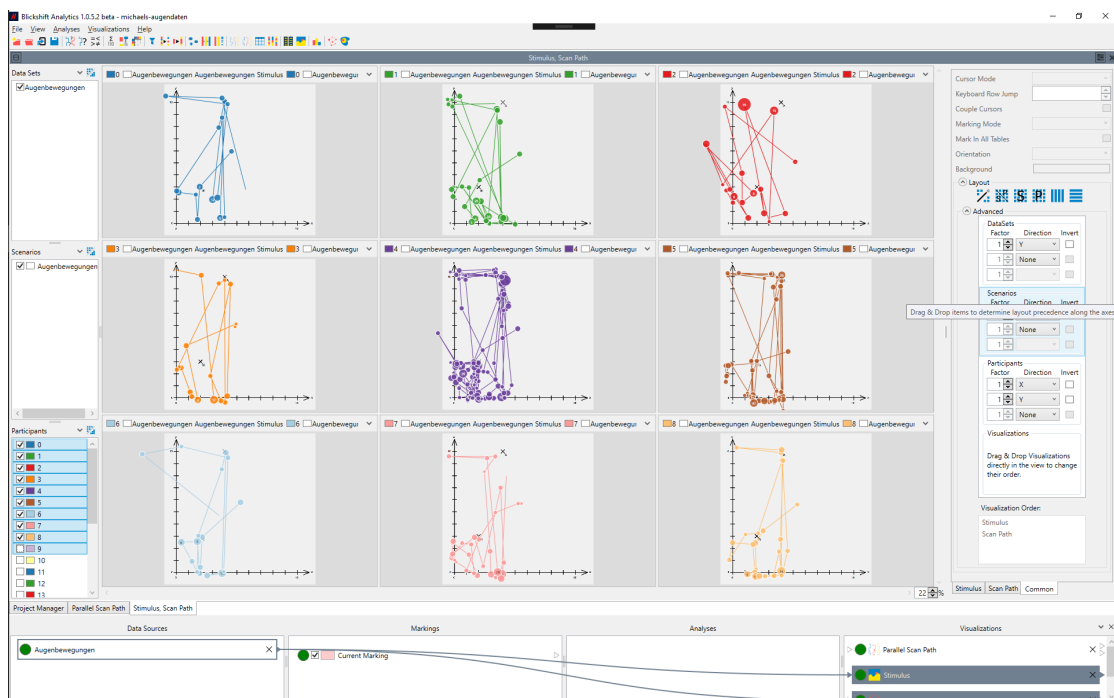 Blickshift Analytics 1.0.5.2 beta - michaels-augendaten
File View Analyses Visualizations Help
Stimulus, Scan Path
Data Sets
Augenbewegungen
Scenarios
Augenbewegungen
Participants
0
1
2
3
4
5
6
7
8
9
10
11
12
13
0 Augenbewegungen Augenbewegungen Stimulus 0 Augenbewegu
1 Augenbewegungen Augenbewegungen Stimulus 1 Augenbewegu
2 Augenbewegungen Augenbewegungen Stimulus 2 Augenbewegu
3 Augenbewegungen Augenbewegungen Stimulus 3 Augenbewegu
4 Augenbewegungen Augenbewegungen Stimulus 4 Augenbewegu
5 Augenbewegungen Augenbewegungen Stimulus 5 Augenbewegu
6 Augenbewegungen Augenbewegungen Stimulus 6 Augenbewegu
7 Augenbewegungen Augenbewegungen Stimulus 7 Augenbewegu
8 Augenbewegungen Augenbewegungen Stimulus 8 Augenbewegu
22 %
Cursor Mode
Keyboard Row Jump
Couple Cursors
Marking Mode
Mark In All Tables
Orientation
Background
Layout
Advanced
DataSets
Factor Direction Invert
1 Y
1 None
1
Scenarios
Factor
Drag & Drop items to determine layout precedence along the axes
1 None
1
Participants
Factor Direction Invert
1 X
1 Y
1 None
Visualizations
Drag & Drop Visualizations
directly in the view to change
their order.
Visualization Order:
Stimulus
Scan Path
Stimulus Scan Path Common
Project Manager Parallel Scan Path Stimulus, Scan Path
Data Sources Markings Analyses Visualizations
Augenbewegungen
Current Marking
Parallel Scan Path
Stimulus